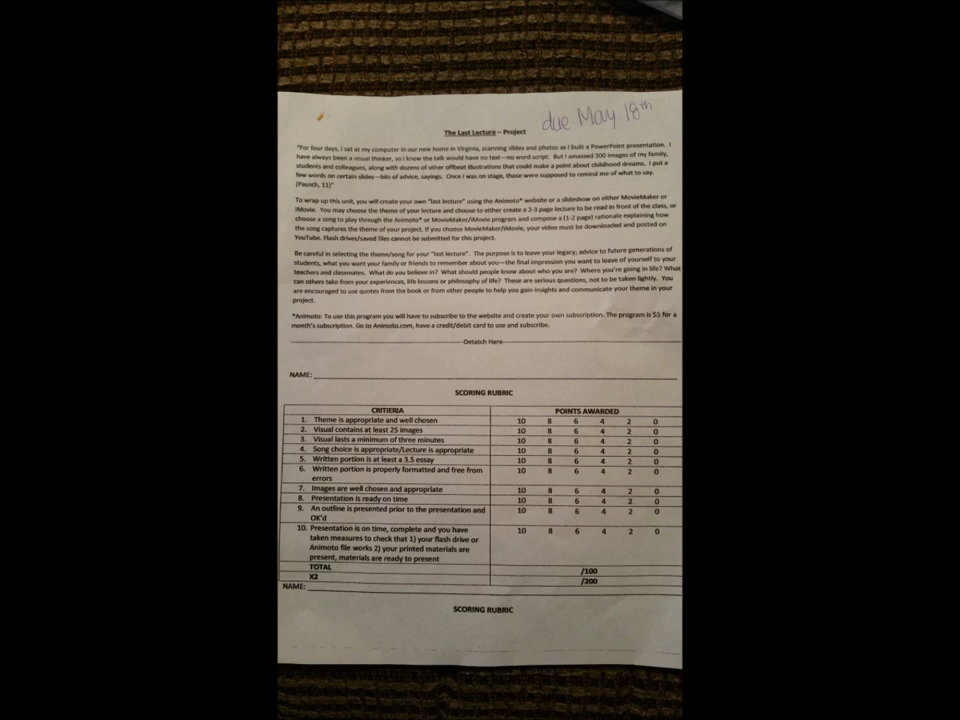 due May 18th
The Last Lecture – Project
"For four days, I sat at my computer in our new home in Virginia, scanning slides and photos as I built a PowerPoint presentation. I
have always been a visual thinker, so I knew the talk would have no text—no word script. But I amassed 300 images of my family,
students and colleagues, along with dozens of other offbeat illustrations that could make a point about childhood dreams. I put a
few words on certain slides—bits of advice, sayings. Once I was on stage, those were supposed to remind me of what to say.
(Pausch, 11)"
To wrap up this unit, you will create your own "last lecture" using the Animoto* website or a slideshow on either MovieMaker or
iMovie. You may choose the theme of your lecture and choose to either create a 2-3 page lecture to be read in front of the class, or
choose a song to play through the Animoto* or MovieMaker/iMovie program and compose a (1-2 page) rationale explaining how
the song captures the theme of your project. If you choose MovieMaker/iMovie, your video must be downloaded and posted on
YouTube. Flash drives/saved files cannot be submitted for this project.
Be careful in selecting the theme/song for your "last lecture". The purpose is to leave your legacy; advice to future generations of
students, what you want your family or friends to remember about you—the final impression you want to leave of yourself to your
teachers and classmates. What do you believe in? What should people know about who you are? Where you're going in life? What
can others take from your experiences, life lessons or philosophy of life? These are serious questions, not to be taken lightly. You
are encouraged to use quotes from the book or from other people to help you gain insights and communicate your theme in your
project.
*Animoto: To use this program you will have to subscribe to the website and create your own subscription. The program is $5 for a
month's subscription. Go to Animoto.com, have a credit/debit card to use and subscribe.
Detatch Here
NAME:
SCORING RUBRIC
CRITIERIA POINTS AWARDED
1. Theme is appropriate and well chosen 10 8 6 4 2 0
2. Visual contains at least 25 images 10 8 6 4 2 0
3. Visual lasts a minimum of three minutes 10 8 6 4 2 0
4. Song choice is appropriate/Lecture is appropriate 10 8 6 4 2 0
5. Written portion is at least a 3.5 essay 10 8 6 4 2 0
6. Written portion is properly formatted and free from 10 8 6 4 2 0
errors
7. Images are well chosen and appropriate 10 8 6 4 2 0
8. Presentation is ready on time 10 8 6 4 2 0
9. An outline is presented prior to the presentation and 10 8 6 4 2 0
OK'd
10. Presentation is on time, complete and you have 10 8 6 4 2 0
taken measures to check that 1) your flash drive or
Animoto file works 2) your printed materials are
present, materials are ready to present
TOTAL /100
X2 /200
NAME:
SCORING RUBRIC